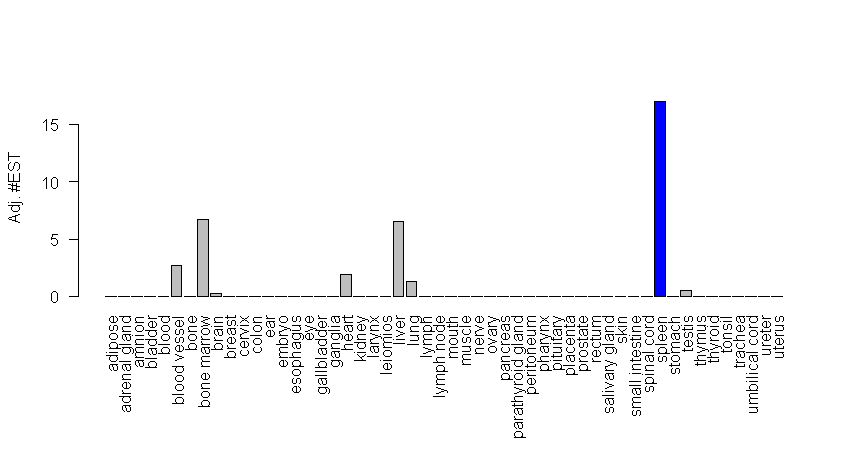 Adj. #EST
15
10
5
0
adipose
adrenal gland
amnion
bladder
blood
blood vessel
bone
bone marrow
brain
breast
cervix
colon
ear
embryo
esophagus
eye
gallbladder
ganglia
heart
kidney
larynx
leiomios
liver
lung
lymph
lymph node
mouth
muscle
nerve
ovary
pancreas
parathyroid gland
peritoneum
pharynx
pituitary
placenta
prostate
rectum
salivary gland
skin
small intestine
spinal cord
spleen
stomach
testis
thymus
thyroid
tonsil
trachea
umbilical cord
ureter
uterus